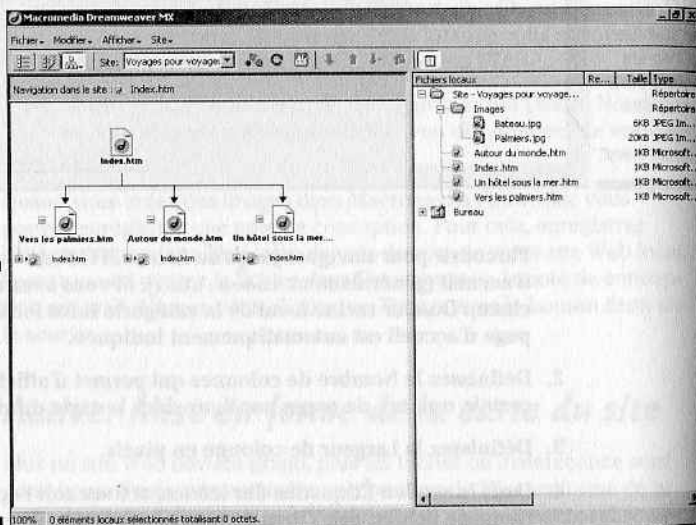 Macromedia Dreamweaver MX
Fichier Modifier Afficher Site
Site: Voyages pour voyage
Navigation dans le site: Index.htm
Index.htm
Vers les palmiers.htm Autour du monde.htm Un hôtel sous la mer...
Index.htm Index.htm Index.htm
Fichiers locaux Re... Taille Type
Site - Voyages pour voyage... Répertoire
Images Répertoire
Bateau.jpg 6KB JPEG Im...
Palmiers.jpg 20KB JPEG Im...
Autour du monde.htm 1KB Microsoft...
Index.htm 1KB Microsoft...
Un hôtel sous la mer.htm 1KB Microsoft...
Vers les palmiers.htm 1KB Microsoft...
Bureau
100% 0 éléments locaux sélectionnés totalisant 0 octets.